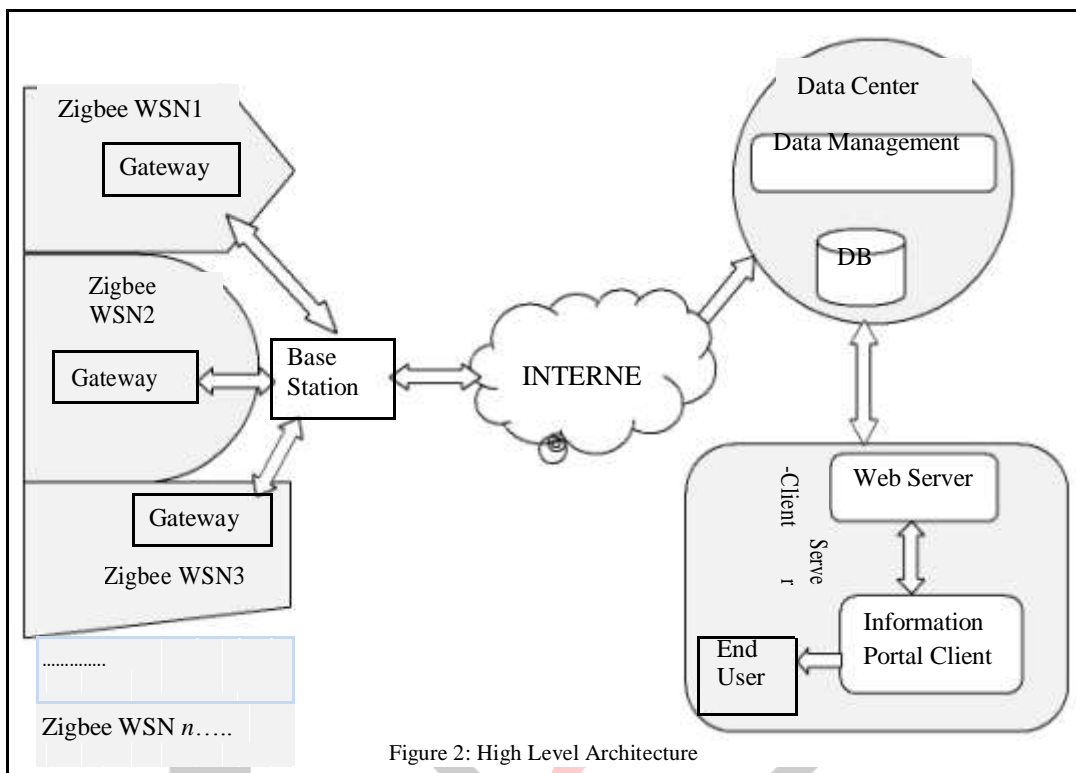 Zigbee WSN1
Gateway
Zigbee
WSN2
Gateway
Gateway
Zigbee WSN3
..............
Zigbee WSN n…..
Base
Station
INTERNE
Data Center
Data Management
DB
Web Server
-Client
Serve
r
Information
Portal Client
End
User
Figure 2: High Level Architecture